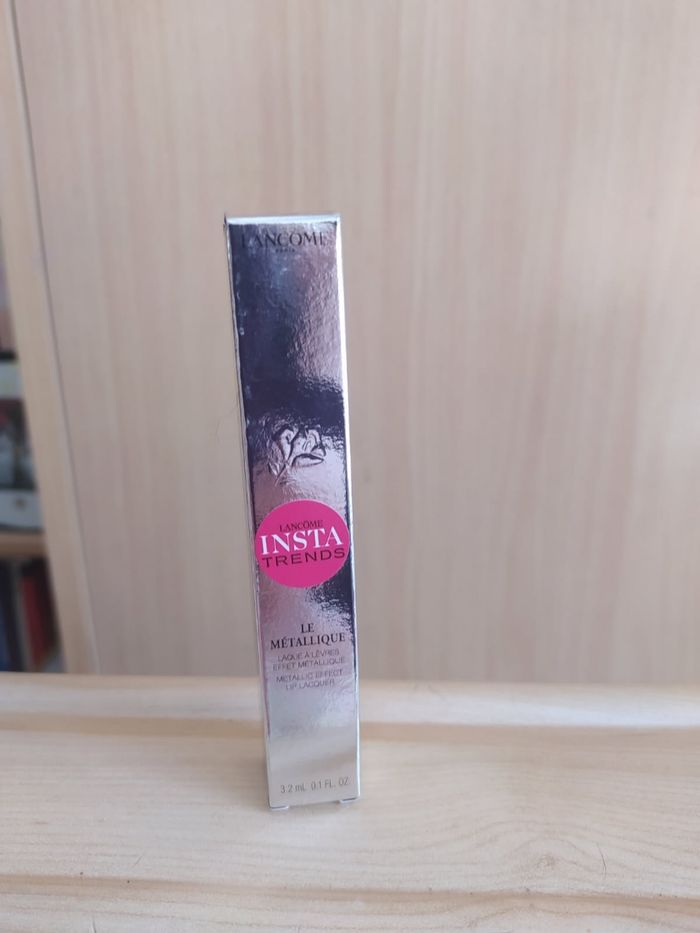 LANCÔME
PARIS
LANCÔME
INSTA
TRENDS
LE
MÉTALLIQUE
LAQUE À LÈVRES
EFFET MÉTALLIQUE
METALLIC EFFECT
LIP LACQUER
3.2 mL 0.1 FL. OZ